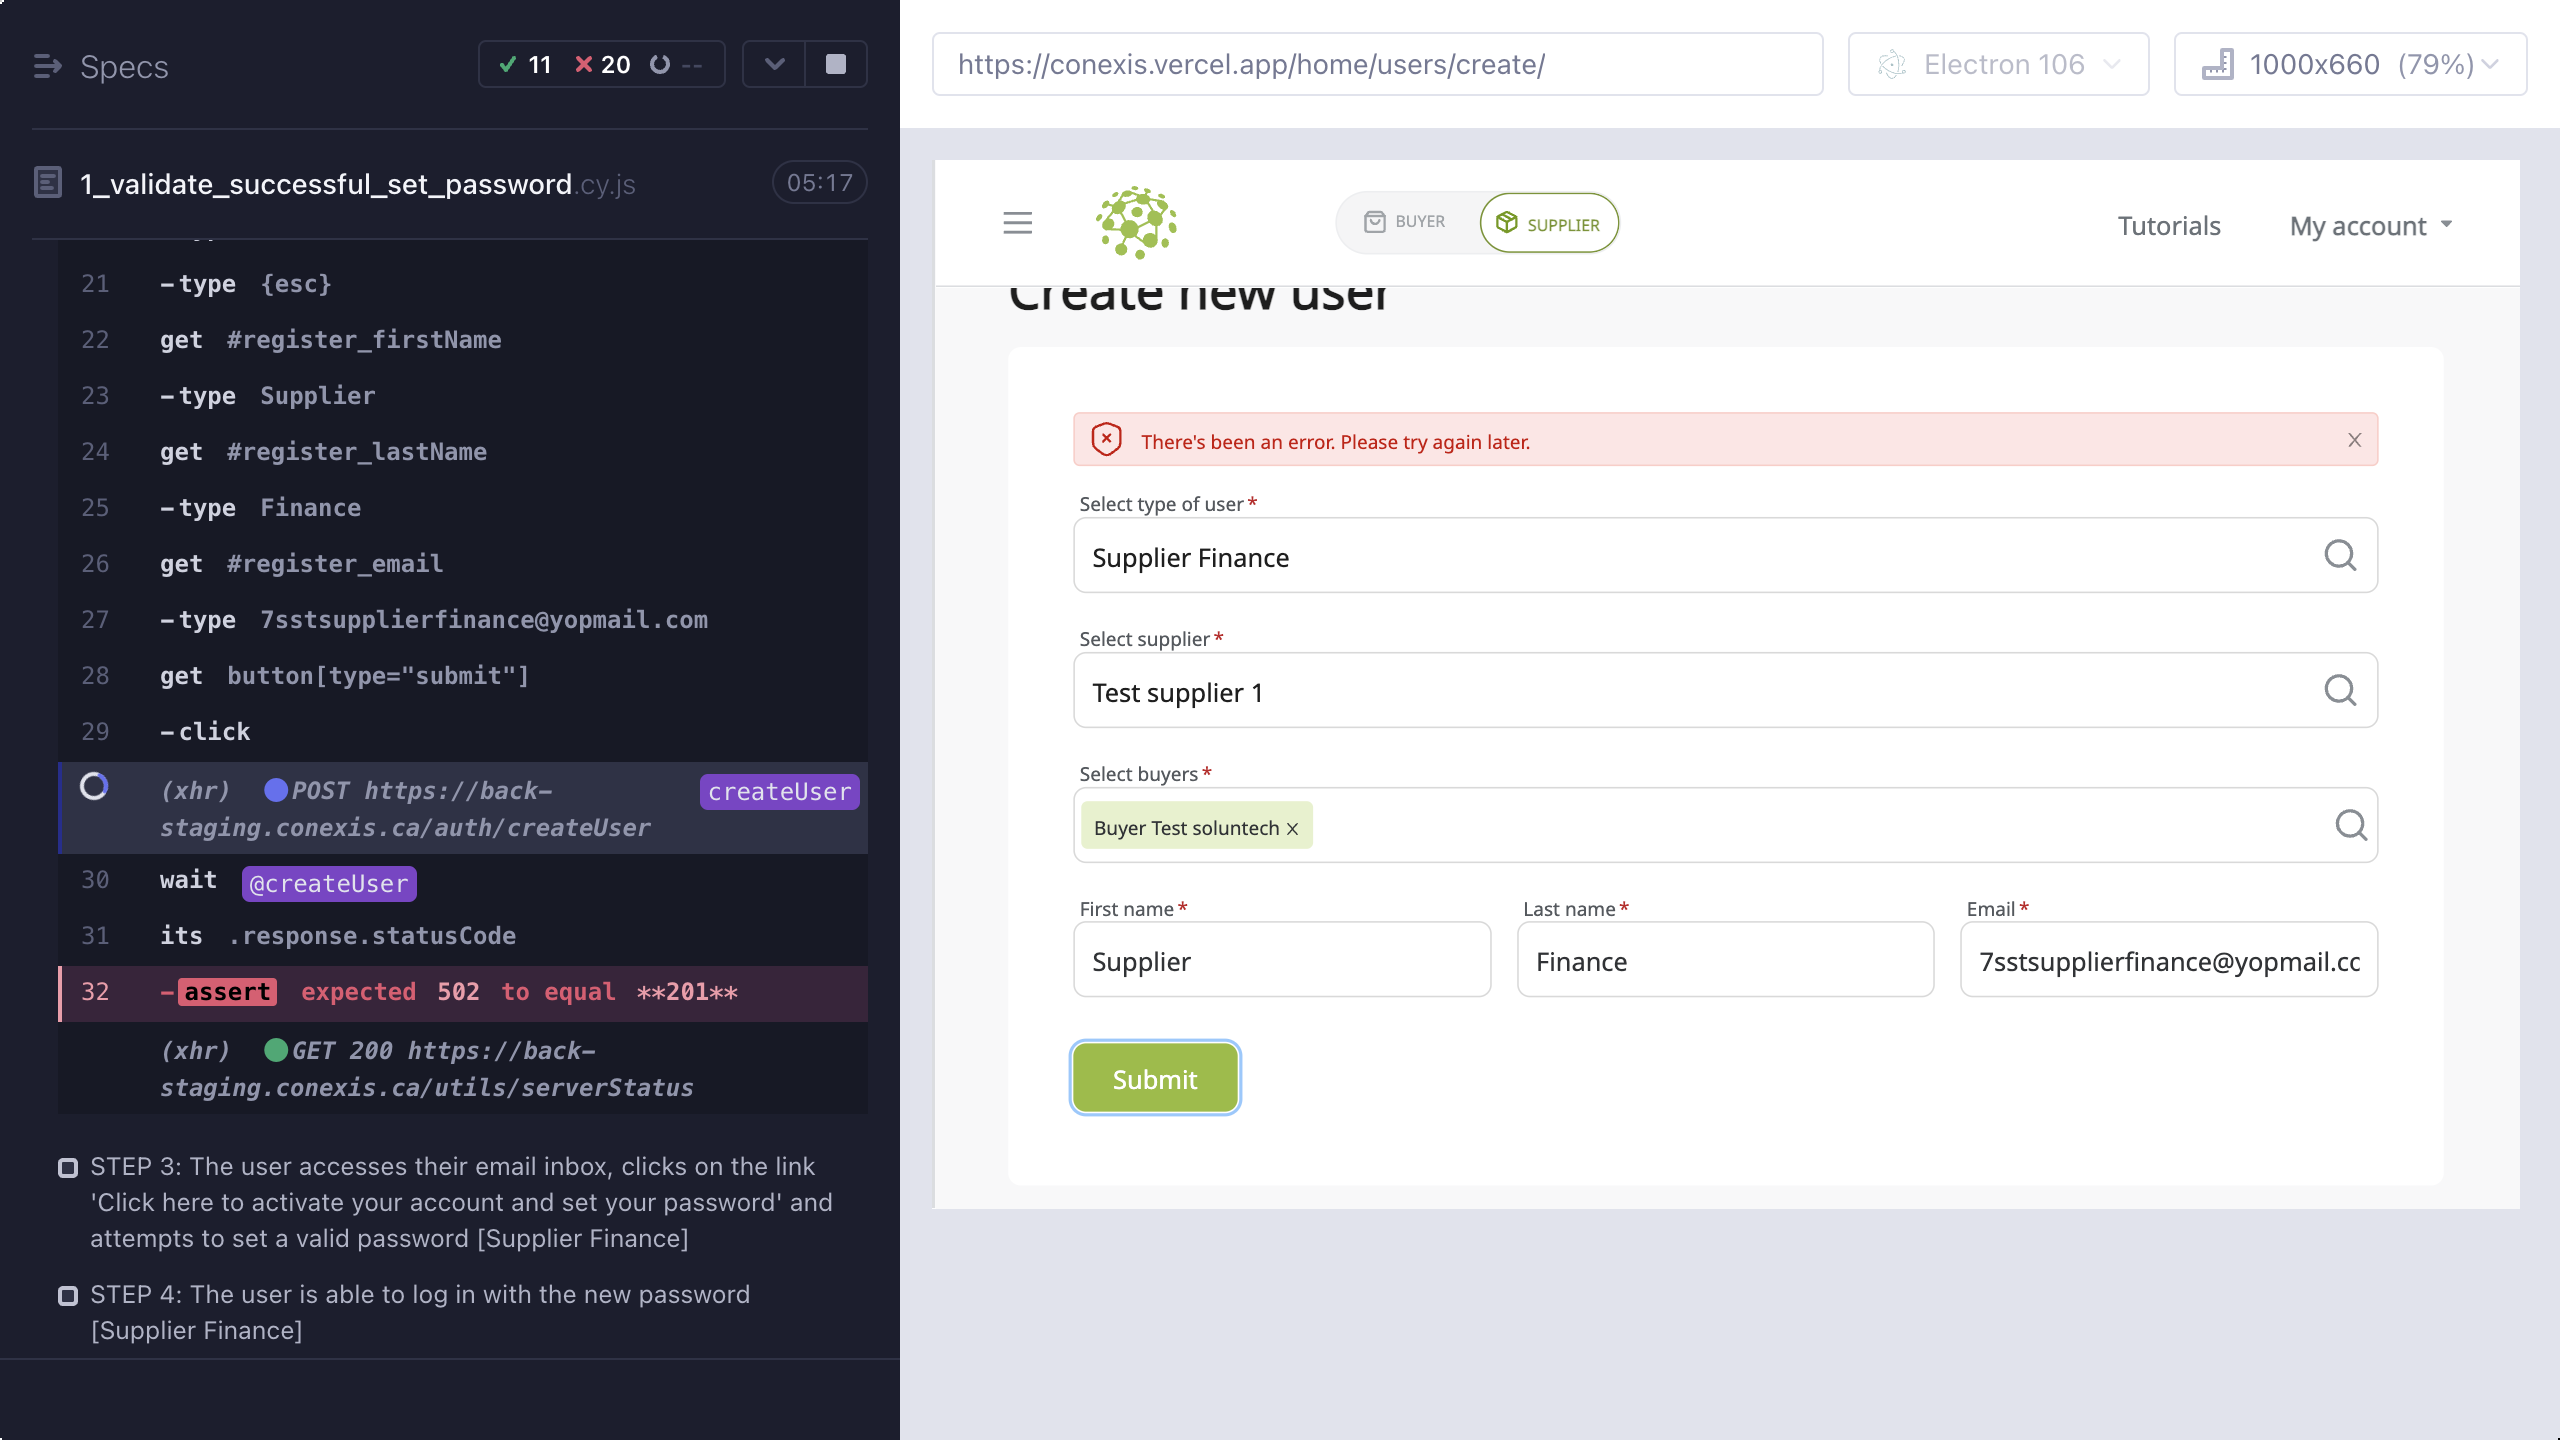 Specs
11 20 --
1_validate_successful_set_password.cy.js 05:17
21 -type {esc}
22 get #register_firstName
23 -type Supplier
24 get #register_lastName
25 -type Finance
26 get #register_email
27 -type 7sstsupplierfinance@yopmail.com
28 get button[type="submit"]
29 -click
(xhr) POST https://back- createUser
staging.conexis.ca/auth/createUser
30 wait @createUser
31 its .response.statusCode
32 -assert expected 502 to equal **201**
(xhr) GET 200 https://back-
staging.conexis.ca/utils/serverStatus
STEP 3: The user accesses their email inbox, clicks on the link
'Click here to activate your account and set your password' and
attempts to set a valid password [Supplier Finance]
STEP 4: The user is able to log in with the new password
[Supplier Finance]
https://conexis.vercel.app/home/users/create/
Electron 106
1000x660 (79%)
BUYER
SUPPLIER
Tutorials
My account
Create new user
There's been an error. Please try again later.
Select type of user*
Supplier Finance
Select supplier*
Test supplier 1
Select buyers*
Buyer Test soluntech
First name* Last name* Email*
Supplier Finance 7sstsupplierfinance@yopmail.cc
Submit